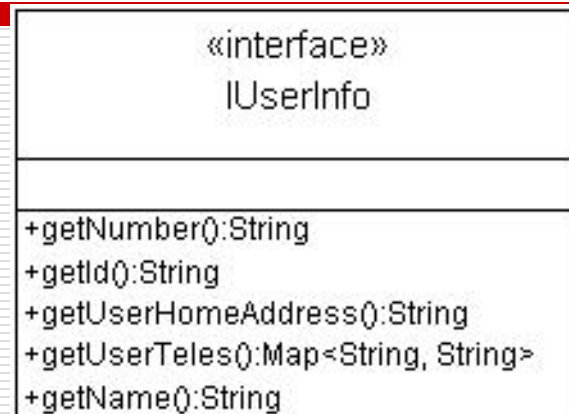 «interface»
IUserInfo
+getNumber():String
+getId():String
+getUserHomeAddress():String
+getUserTeles():Map<String, String>
+getName():String